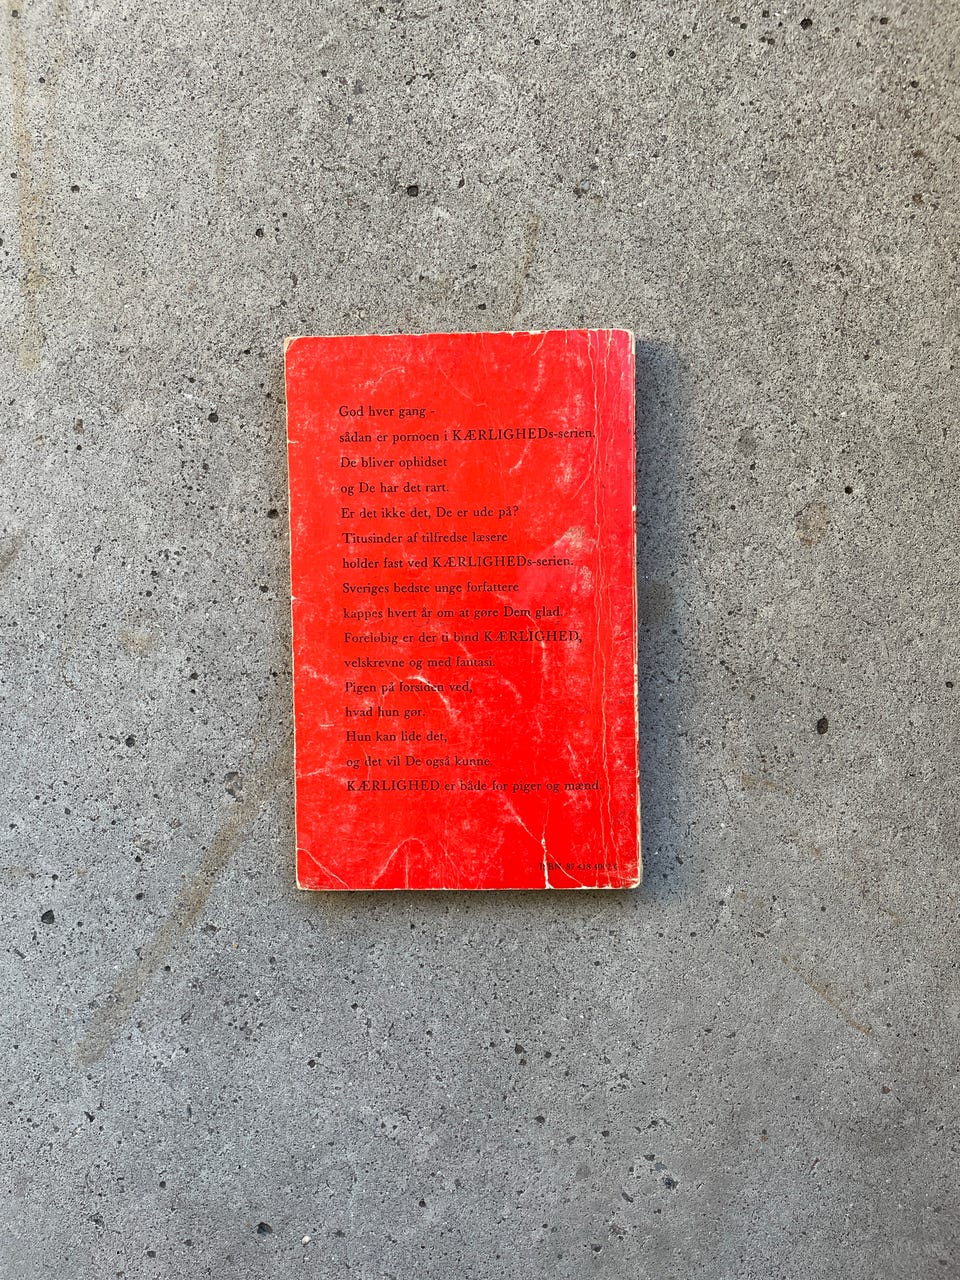 God hver gang -
sådan er pornoen i KÆRLIGHEDs-serien.
De bliver ophidset
og De har det rart.
Er det ikke det, De er ude på?
Titusinder af tilfredse læsere
holder fast ved KÆRLIGHEDs-serien.
Sveriges bedste unge forfattere
kappes hvert år om at gøre Dem glad.
Foreløbig er der ti bind KÆRLIGHED,
velskrevne og med fantasi.
Pigen på forsiden ved,
hvad hun gør.
Hun kan lide det,
og det vil De også kunne.
KÆRLIGHED er både for piger og mænd.
ISBN 87